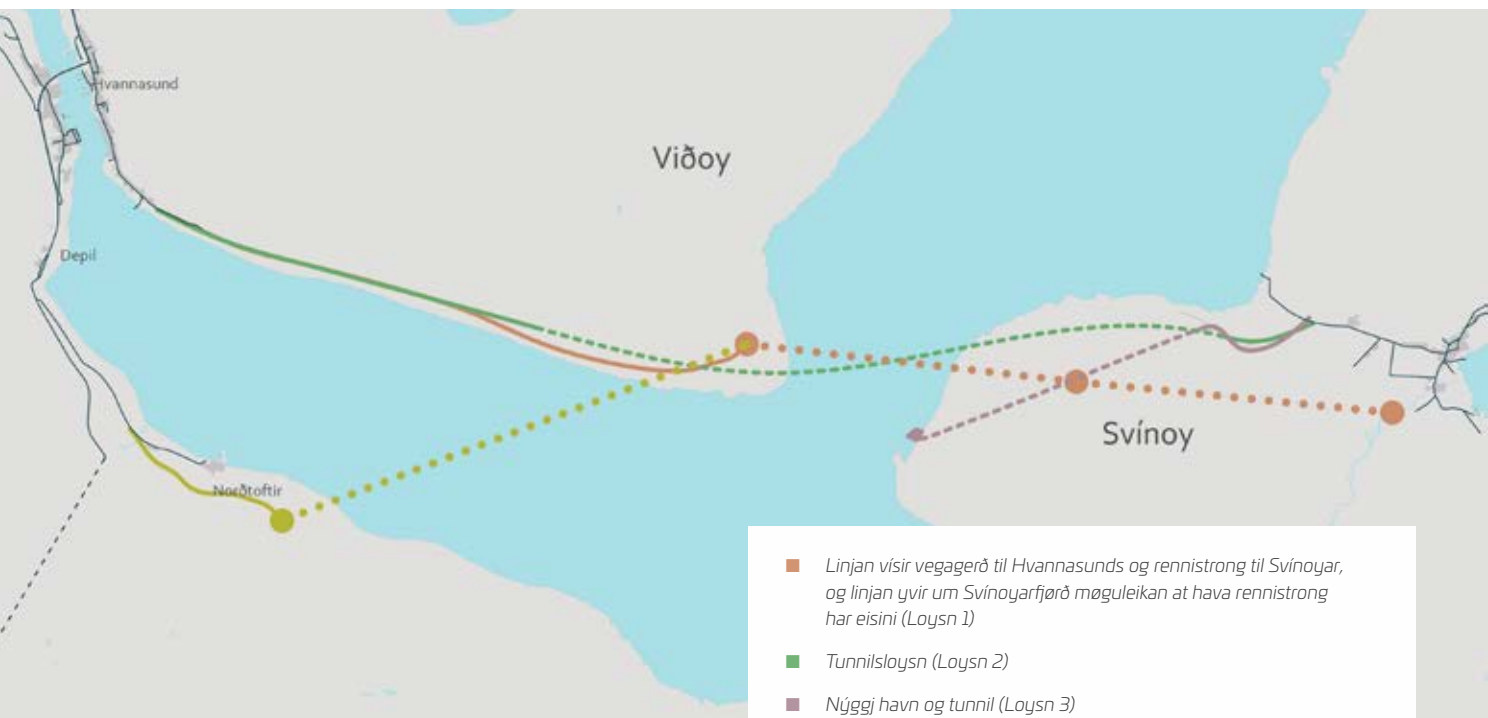 Hvannasund
Viðoy
Depil
Svínoy
Norðtoftir
Linjan vísir vegagerð til Hvannasunds og rennistrong til Svínoyar,
og linjan yvir um Svínoyarfjørð møguleikan at hava rennistrong
har eisini (Loysn 1)
Tunnilsloysn (Loysn 2)
Nýggj havn og tunnil (Loysn 3)